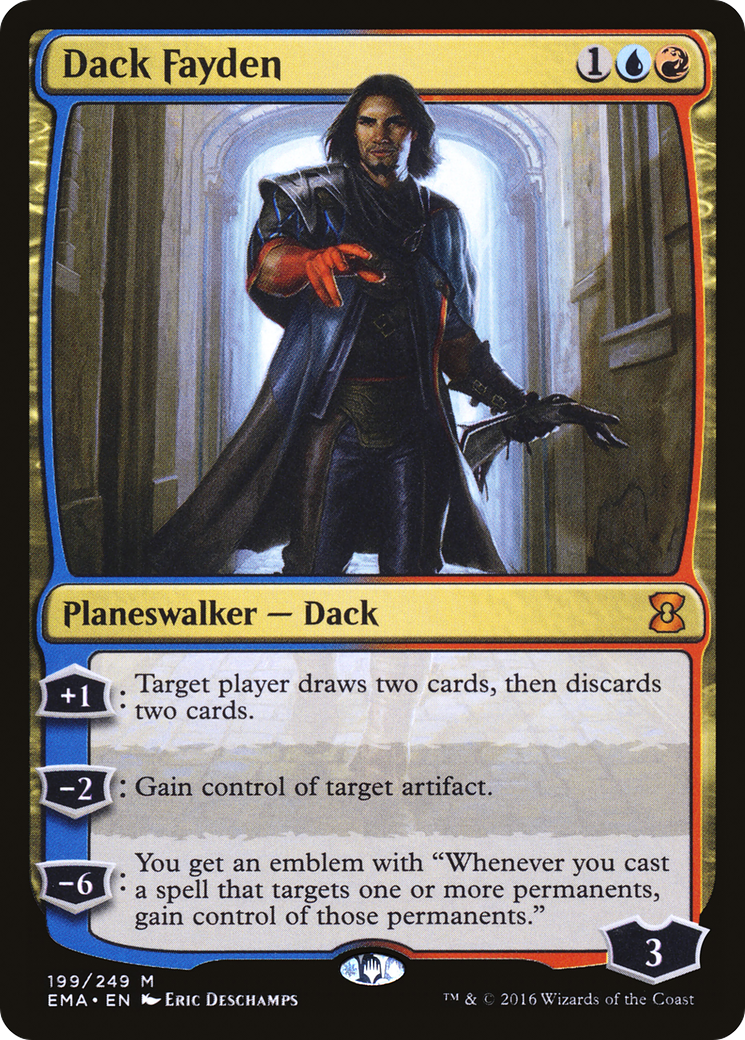 Dack Fayden 1
Planeswalker — Dack
+1 : Target player draws two cards, then discards
two cards.
−2 : Gain control of target artifact.
−6 : You get an emblem with “Whenever you cast
a spell that targets one or more permanents,
gain control of those permanents.”
3
199/249 M
EMA • EN Eric Deschamps
™ & © 2016 Wizards of the Coast